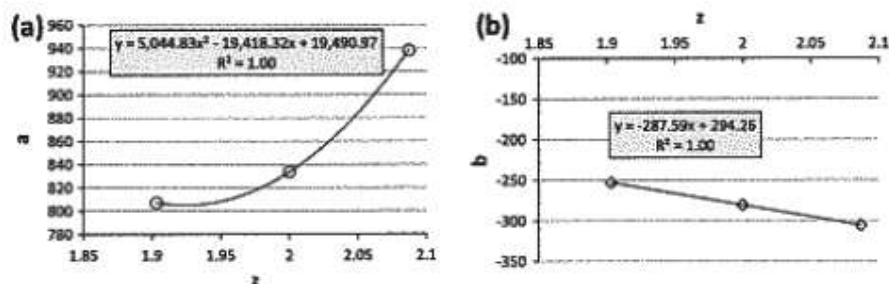 (a)
960
940
920
900
880
860
840
820
800
780
a
y = 5,044.83x² - 19,418.32x + 19,490.97
R² = 1.00
1.85
1.9
1.95
2
2.05
2.1
z
(b)
z
1.85
1.9
1.95
2
2.05
2.1
-100
-150
-200
-250
-300
-350
b
y = -287.59x + 294.26
R² = 1.00